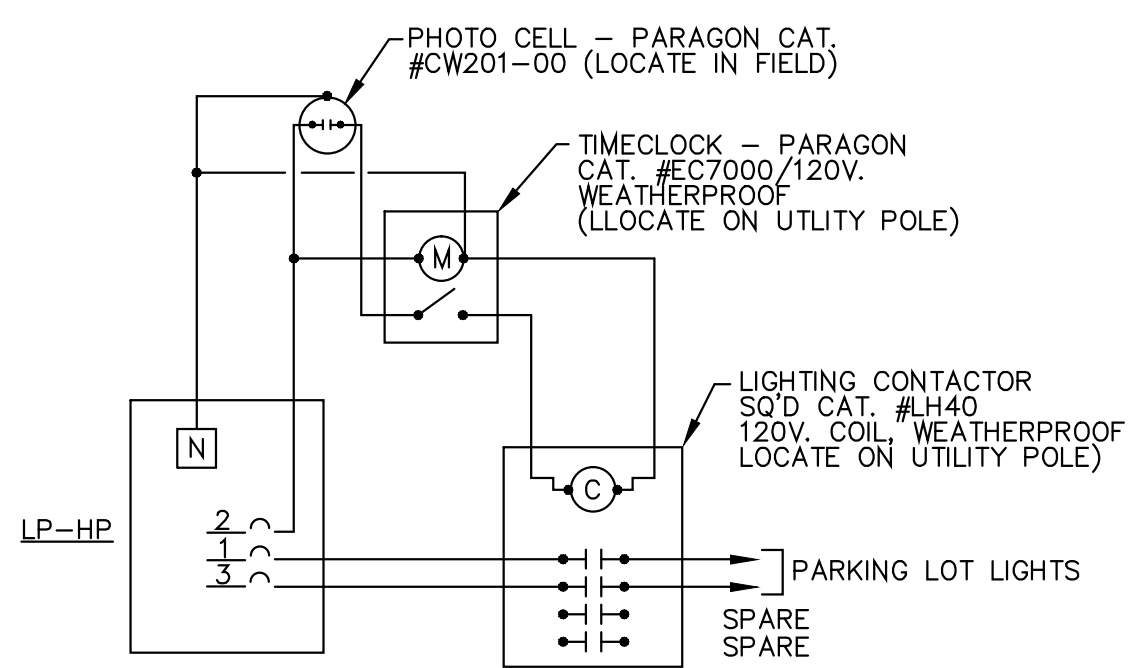 PHOTO CELL – PARAGON CAT.
#CW201–00 (LOCATE IN FIELD)
TIMECLOCK – PARAGON
CAT. #EC7000/120V.
WEATHERPROOF
(LLOCATE ON UTLITY POLE)
M
LIGHTING CONTACTOR
SQ'D CAT. #LH40
120V. COIL, WEATHERPROOF
LOCATE ON UTILITY POLE)
N
C
LP–HP
2
1
3
PARKING LOT LIGHTS
SPARE
SPARE